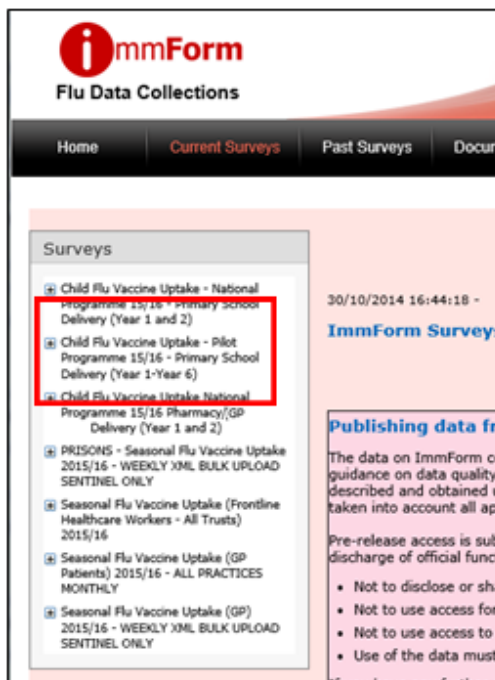 immForm
Flu Data Collections
Home Current Surveys Past Surveys
Surveys
Child Flu Vaccine Uptake - National
Programme 15/16 - Primary School
Delivery (Year 1 and 2)
Child Flu Vaccine Uptake - Pilot
Programme 15/16 - Primary School
Delivery (Year 1-Year 6)
Child Flu Vaccine Uptake National
Programme 15/16 Pharmacy/GP
Delivery (Year 1 and 2)
PRISONS - Seasonal Flu Vaccine Uptake
2015/16 - WEEKLY XML BULK UPLOAD
SENTINEL ONLY
Seasonal Flu Vaccine Uptake (Frontline
Healthcare Workers - All Trusts)
2015/16
Seasonal Flu Vaccine Uptake (GP
Patients) 2015/16 - ALL PRACTICES
MONTHLY
Seasonal Flu Vaccine Uptake (GP)
2015/16 - WEEKLY XML BULK UPLOAD
SENTINEL ONLY
30/10/2014 16:44:18 -
ImmForm Surveys
Publishing data
The data on ImmForm
guidance on data quality
described and obtained
taken into account all
Pre-release access is
discharge of official
• Not to disclose or
• Not to use access for
• Not to use access to
• Use of the data must